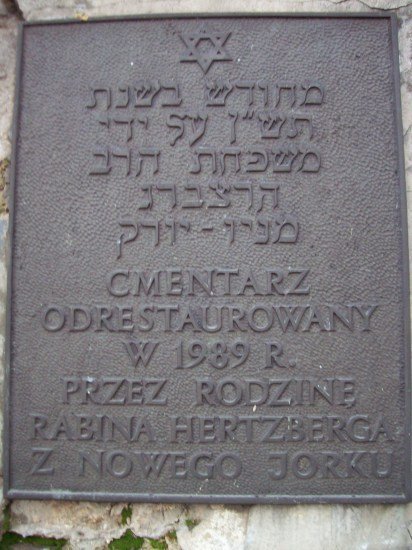 מחודש בשנת
תש"ן על ידי
משפחת הרב
הרצברג
מניו-יורק
CMENTARZ
ODRESTAUROWANY
W 1989 R.
PRZEZ RODZINĘ
RABINA HERTZBERGA
Z NOWEGO JORKU